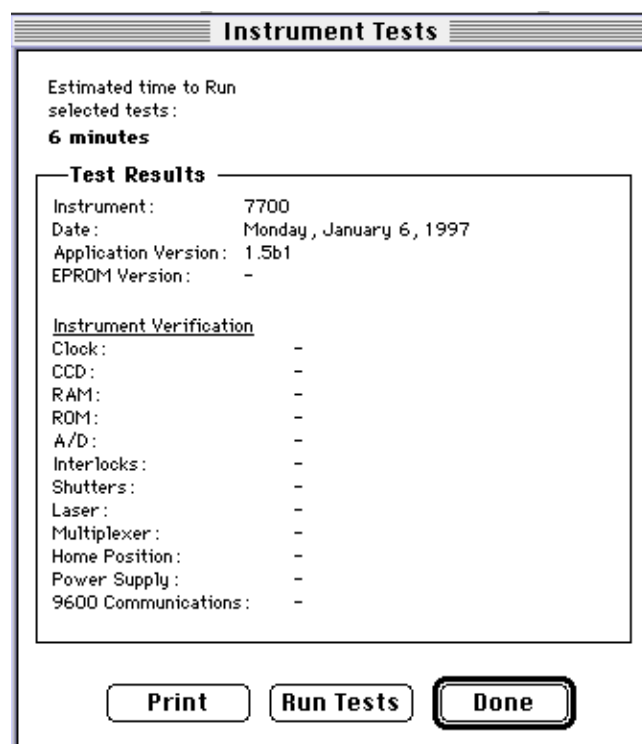 Instrument Tests
Estimated time to Run
selected tests:
6 minutes
Test Results
Instrument: 7700
Date: Monday, January 6, 1997
Application Version: 1.5b1
EPROM Version: -
Instrument Verification
Clock: -
CCD: -
RAM: -
ROM: -
A/D: -
Interlocks: -
Shutters: -
Laser: -
Multiplexer: -
Home Position: -
Power Supply: -
9600 Communications: -
Print Run Tests Done